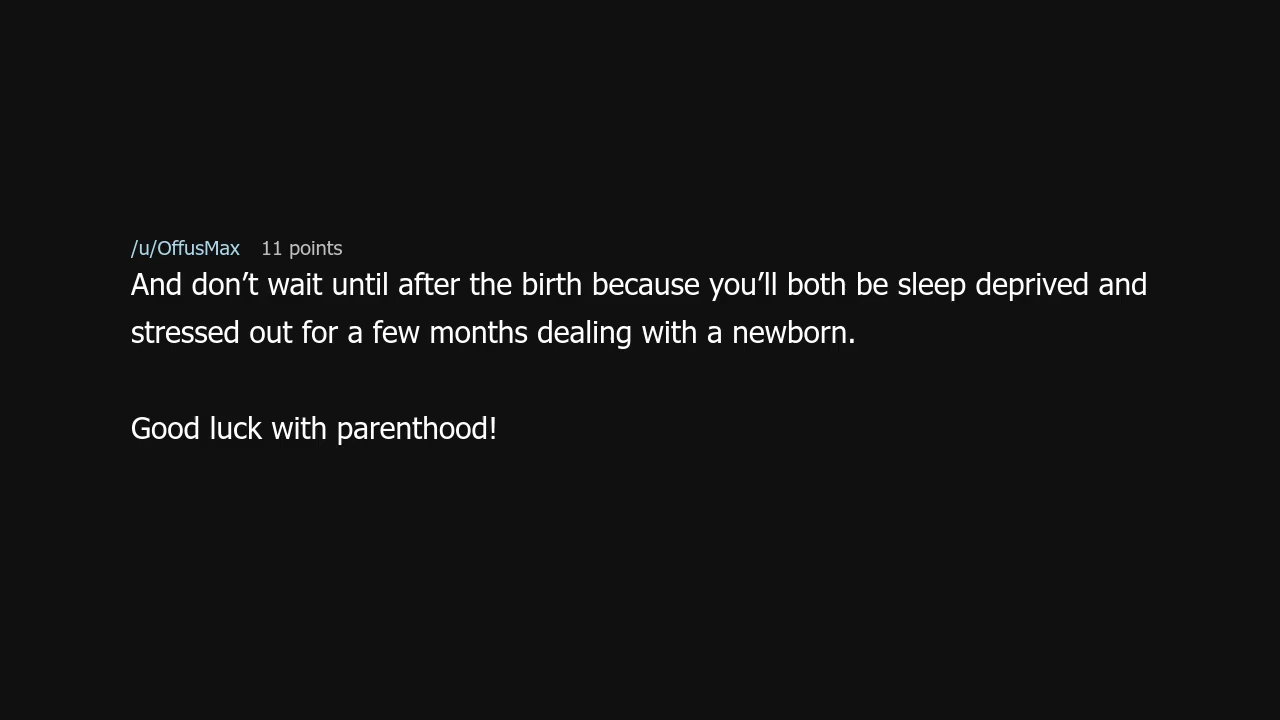 /u/OffusMax 11 points
And don’t wait until after the birth because you’ll both be sleep deprived and
stressed out for a few months dealing with a newborn.
Good luck with parenthood!